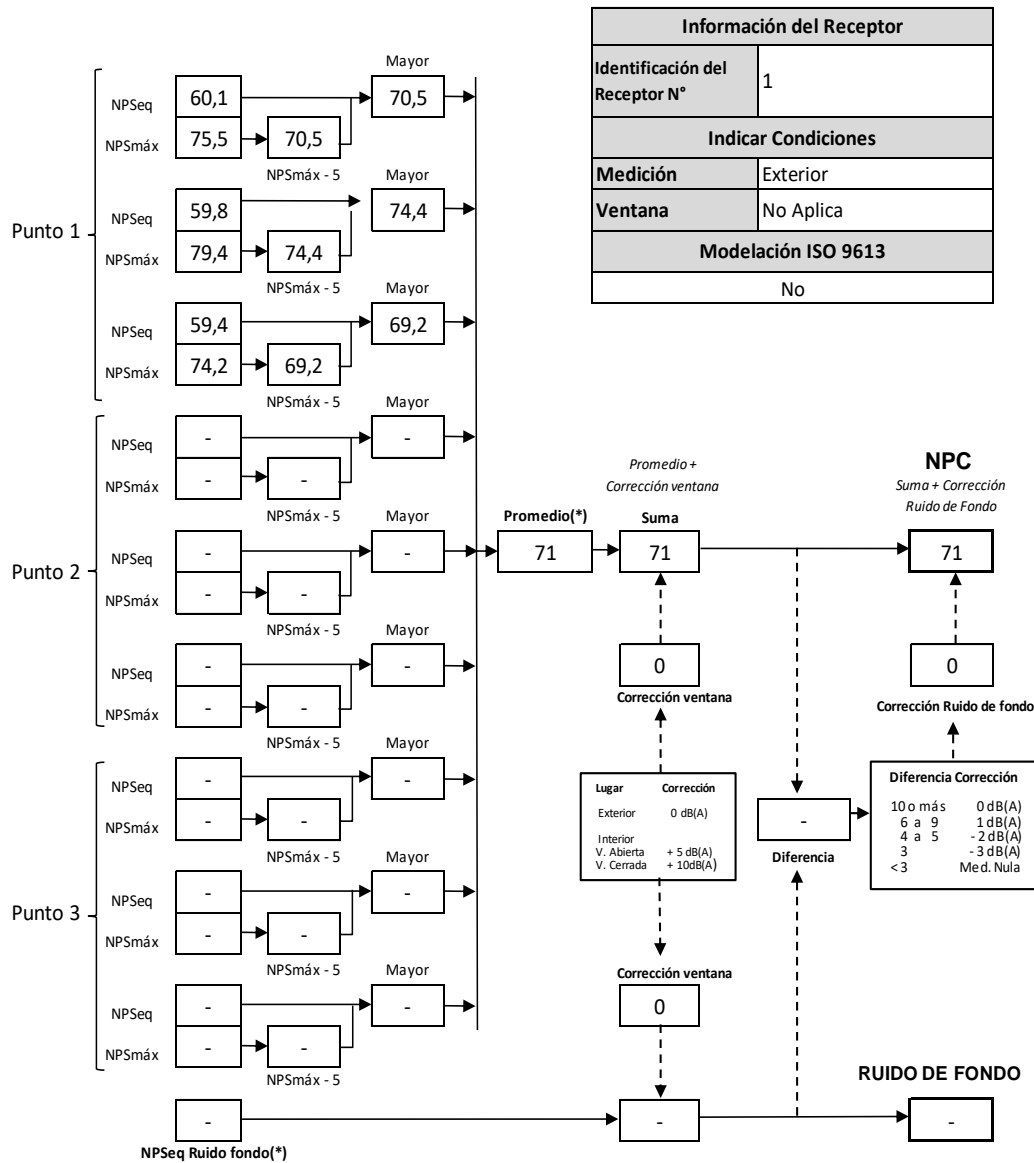 Información del Receptor
Identificación del
Receptor N°
1
Indicar Condiciones
Medición
Exterior
Ventana
No Aplica
Modelación ISO 9613
No
Punto 1
Mayor
NPSeq
60,1
70,5
NPSmáx
75,5
70,5
NPSmáx - 5
Mayor
NPSeq
59,8
74,4
NPSmáx
79,4
74,4
NPSmáx - 5
Mayor
NPSeq
59,4
69,2
NPSmáx
74,2
69,2
NPSmáx - 5
Punto 2
Mayor
NPSeq
-
-
NPSmáx
-
-
NPSmáx - 5
Mayor
NPSeq
-
-
NPSmáx
-
-
NPSmáx - 5
Mayor
NPSeq
-
-
NPSmáx
-
-
NPSmáx - 5
Punto 3
Mayor
NPSeq
-
-
NPSmáx
-
-
NPSmáx - 5
Mayor
NPSeq
-
-
NPSmáx
-
-
NPSmáx - 5
Mayor
NPSeq
-
-
NPSmáx
-
-
NPSmáx - 5
Promedio(*)
71
Promedio +
Corrección ventana
Suma
71
0
Corrección ventana
Lugar Corrección
Exterior 0 dB(A)
Interior
V. Abierta + 5 dB(A)
V. Cerrada + 10dB(A)
Corrección ventana
0
NPC
Suma + Corrección
Ruido de Fondo
71
0
Corrección Ruido de fondo
Diferencia Corrección
10 o más 0 dB(A)
6 a 9 1 dB(A)
4 a 5 - 2 dB(A)
3 - 3 dB(A)
< 3 Med. Nula
-
Diferencia
RUIDO DE FONDO
-
-
-
NPSeq Ruido fondo(*)